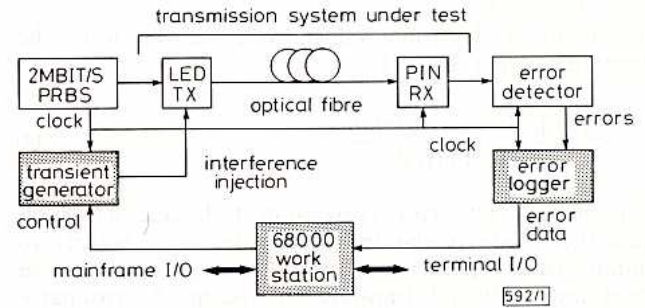 transmission system under test
2MBIT/S
PRBS
LED
TX
optical fibre
PIN
RX
error
detector
clock
clock
errors
transient
generator
interference
injection
error
logger
control
error
data
68000
work
station
mainframe I/O
terminal I/O
592/1